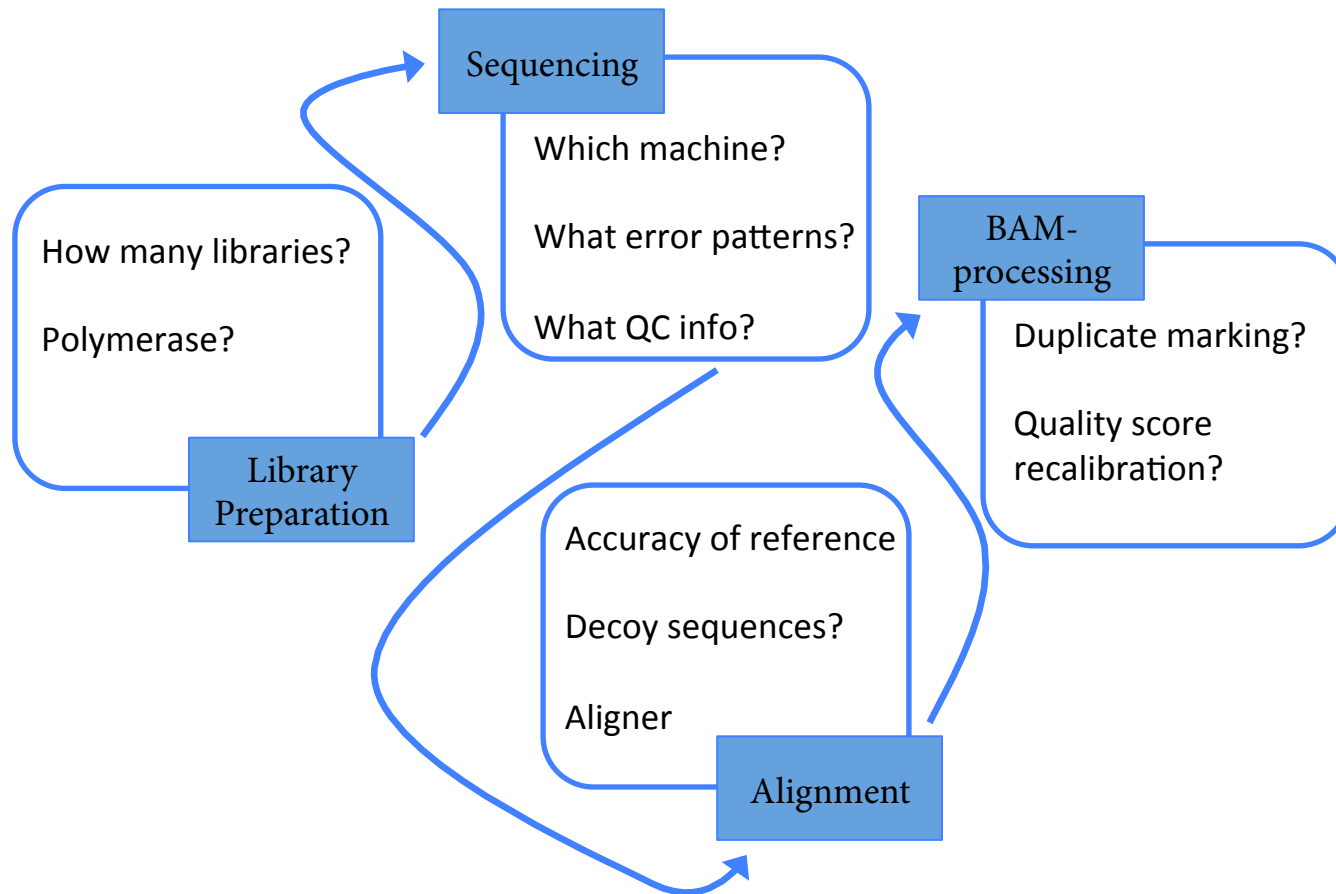 How many libraries?
Polymerase?
Library
Preparation
Sequencing
Which machine?
What error patterns?
What QC info?
Accuracy of reference
Decoy sequences?
Aligner
Alignment
BAM-
processing
Duplicate marking?
Quality score
recalibration?